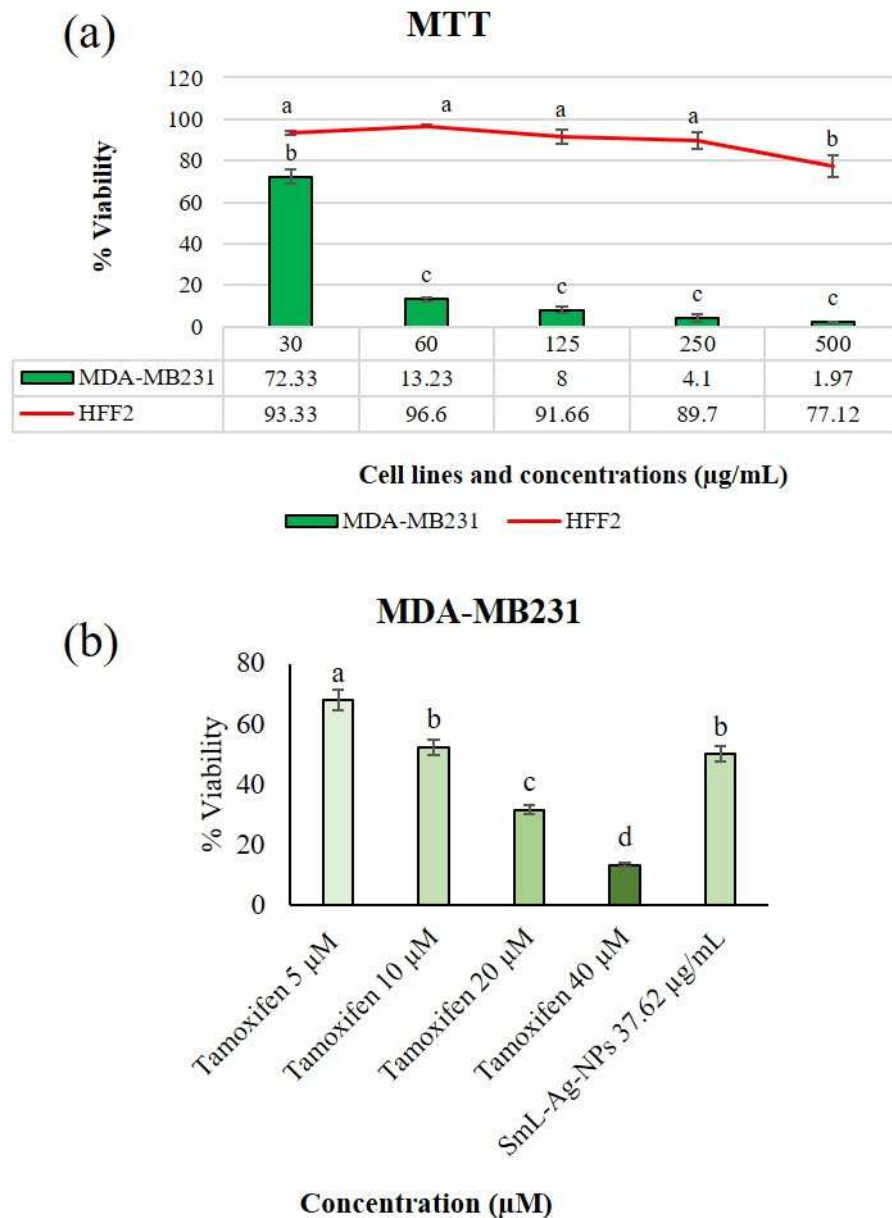 (a)
MTT
% Viability
120
100
80
60
40
20
0
a
a
a
a
b
b
c
c
c
c
30 60 125 250 500
MDA-MB231 72.33 13.23 8 4.1 1.97
HFF2 93.33 96.6 91.66 89.7 77.12
Cell lines and concentrations (µg/mL)
MDA-MB231 HFF2
(b)
MDA-MB231
% Viability
80
60
40
20
0
a
b
c
d
b
Tamoxifen 5 µM
Tamoxifen 10 µM
Tamoxifen 20 µM
Tamoxifen 40 µM
SmL-Ag-NPs 37.62 µg/mL
Concentration (µM)